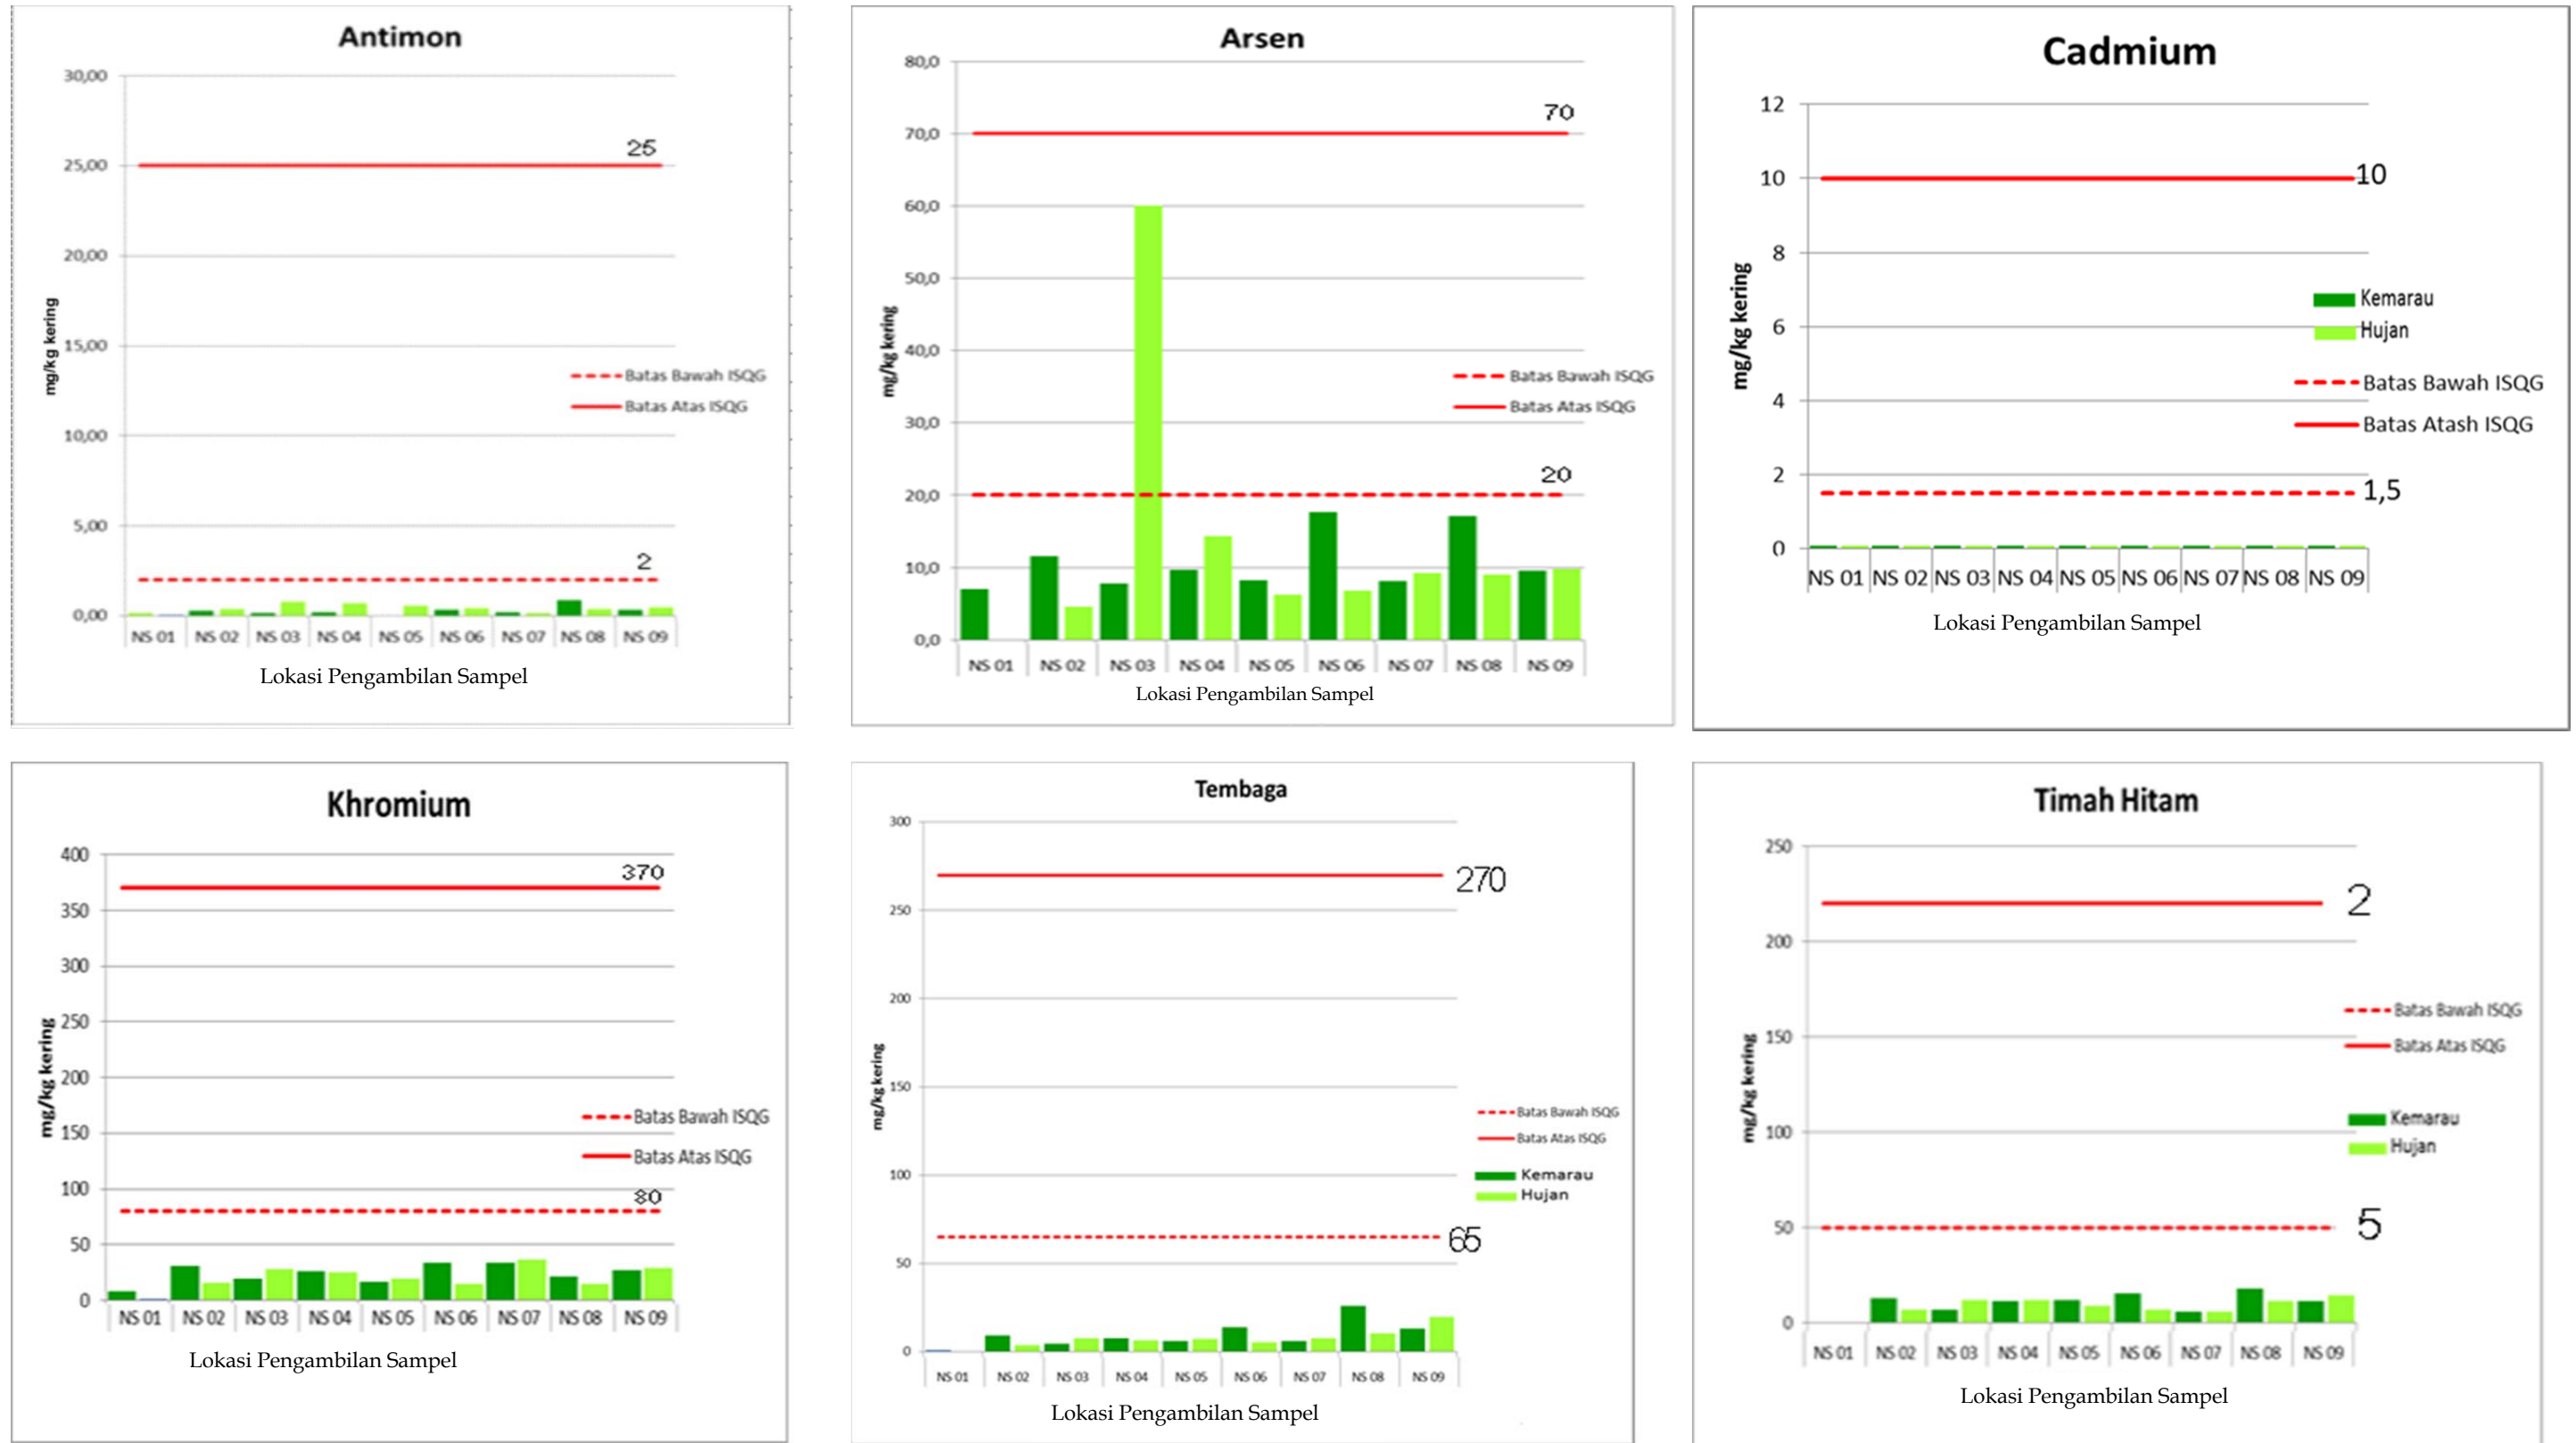 Antimon
30,00
25
25,00
20,00
15,00
10,00
5,00
2
0,00
mg/kg kering
Batas Bawah ISQG
Batas Atas ISQG
NS 01 NS 02 NS 03 NS 04 NS 05 NS 06 NS 07 NS 08 NS 09
Lokasi Pengambilan Sampel
Arsen
80,0
70
70,0
60,0
50,0
40,0
30,0
20
20,0
10,0
0,0
mg/kg kering
Batas Bawah ISQG
Batas Atas ISQG
NS 01 NS 02 NS 03 NS 04 NS 05 NS 06 NS 07 NS 08 NS 09
Lokasi Pengambilan Sampel
Cadmium
12
10
10
8
6
4
2
1,5
0
mg/kg kering
Kemarau
Hujan
Batas Bawah ISQG
Batas Atash ISQG
NS 01 NS 02 NS 03 NS 04 NS 05 NS 06 NS 07 NS 08 NS 09
Lokasi Pengambilan Sampel
Khromium
400
370
350
300
250
200
150
100
80
50
0
mg/kg kering
Batas Bawah ISQG
Batas Atas ISQG
NS 01 NS 02 NS 03 NS 04 NS 05 NS 06 NS 07 NS 08 NS 09
Lokasi Pengambilan Sampel
Tembaga
300
270
250
200
150
100
65
50
0
mg/kg kering
Batas Bawah ISQG
Batas Atas ISQG
Kemarau
Hujan
NS 01 NS 02 NS 03 NS 04 NS 05 NS 06 NS 07 NS 08 NS 09
Lokasi Pengambilan Sampel
Timah Hitam
250
2
200
150
100
50
5
0
mg/kg kering
Batas Bawah ISQG
Batas Atas ISQG
Kemarau
Hujan
NS 01 NS 02 NS 03 NS 04 NS 05 NS 06 NS 07 NS 08 NS 09
Lokasi Pengambilan Sampel